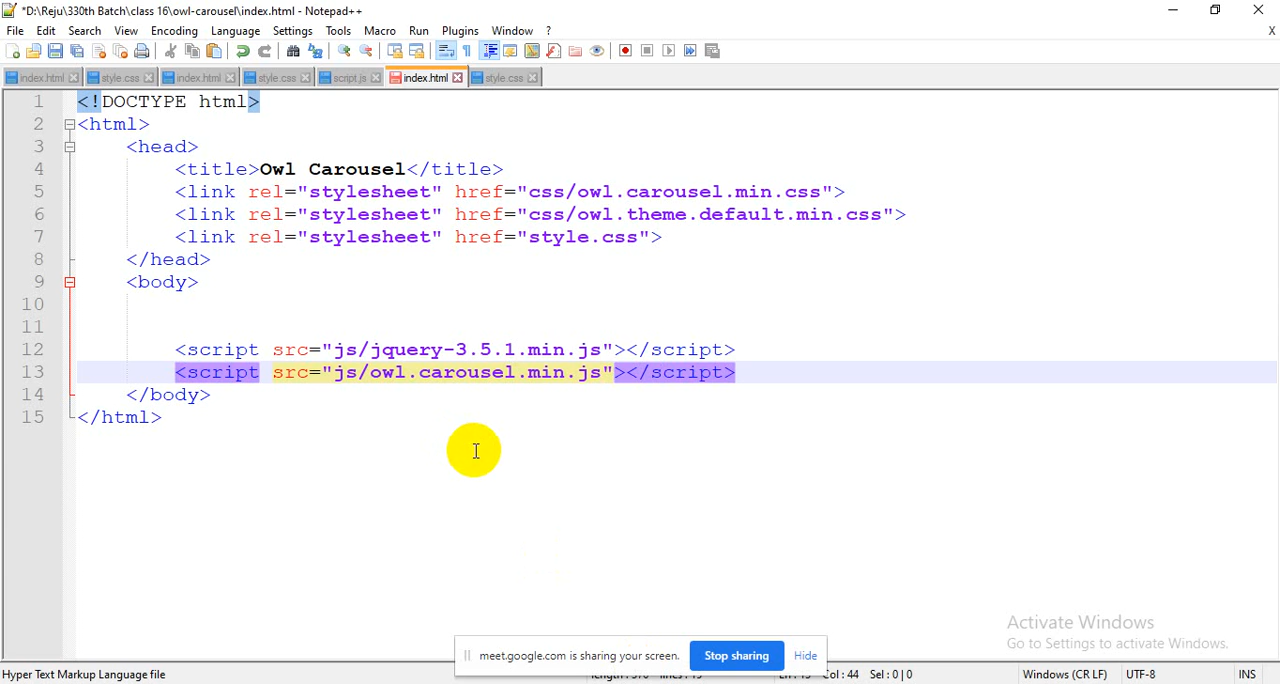 *D:\Reju\330th Batch\class 16\owl-carousel\index.html - Notepad++
File Edit Search View Encoding Language Settings Tools Macro Run Plugins Window ? X
index.html style.css index.html style.css script.js index.html style.css
1 <!DOCTYPE html>
2 <html>
3 <head>
4 <title>Owl Carousel</title>
5 <link rel="stylesheet" href="css/owl.carousel.min.css">
6 <link rel="stylesheet" href="css/owl.theme.default.min.css">
7 <link rel="stylesheet" href="style.css">
8 </head>
9 <body>
10
11
12 <script src="js/jquery-3.5.1.min.js"></script>
13 <script src="js/owl.carousel.min.js"></script>
14 </body>
15 </html>
Activate Windows
Go to Settings to activate Windows.
meet.google.com is sharing your screen. Stop sharing Hide
Hyper Text Markup Language file Col : 44 Sel : 0 | 0 Windows (CR LF) UTF-8 INS